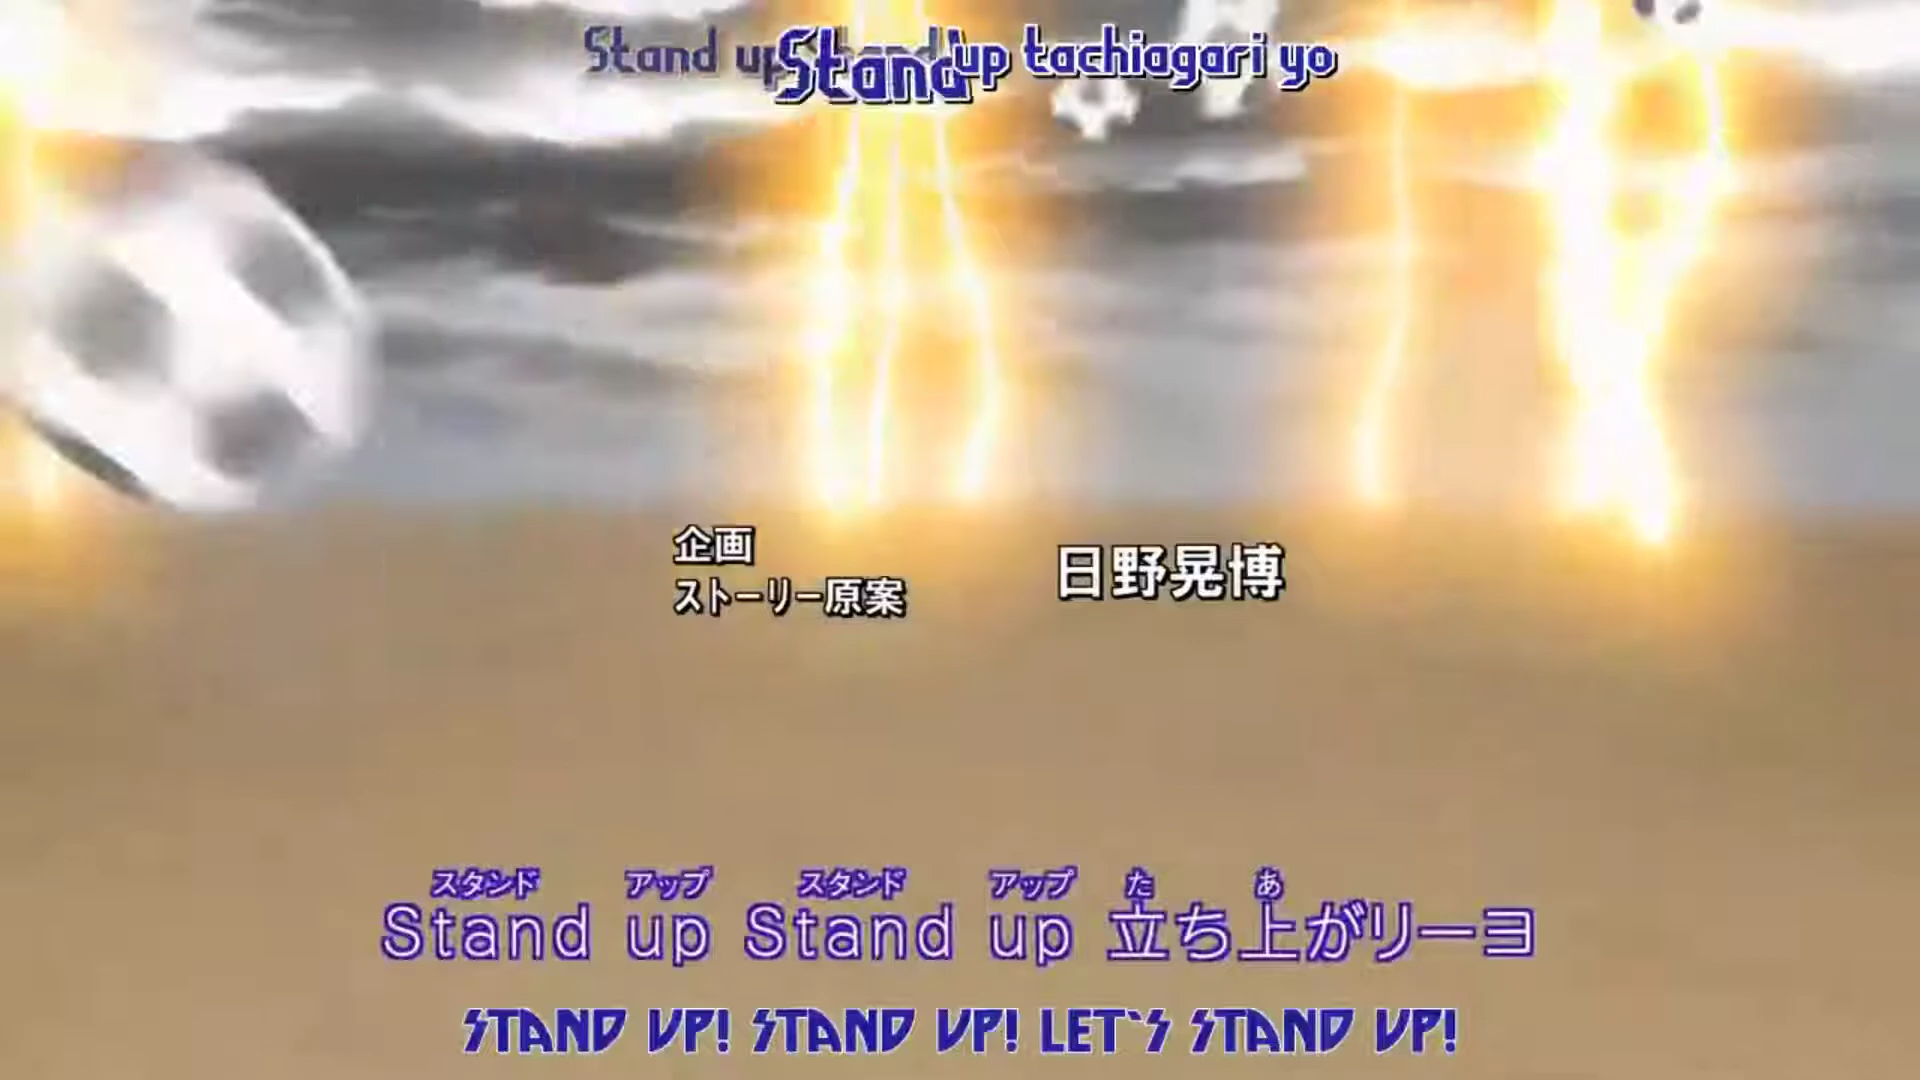 Stand up Stand up tachiagari yo
企画
ストーリー原案
日野晃博
スタンド アップ スタンド アップ た あ
Stand up Stand up 立ち上がリーヨ
STAND UP! STAND UP! LET`S STAND UP!